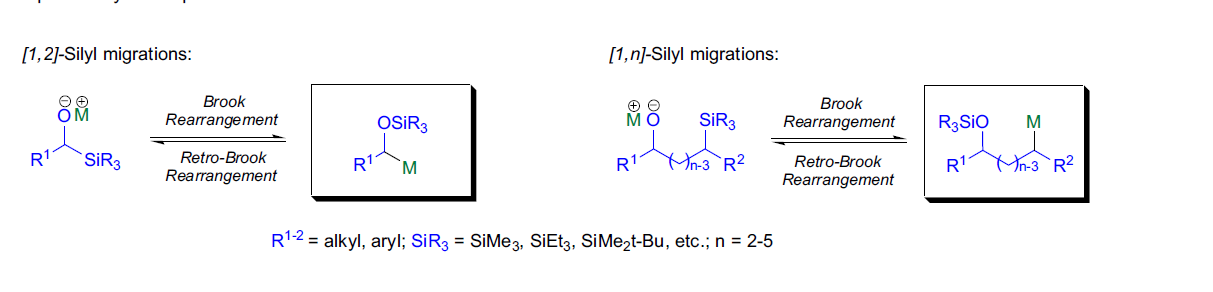 [1,2]-Silyl migrations:
[1,n]-Silyl migrations:
⊖ ⊕
O M
R1
SiR3
Brook
Rearrangement
Retro-Brook
Rearrangement
OSiR3
R1
M
⊕ ⊖
M O
SiR3
R1
( )n-3
R2
Brook
Rearrangement
Retro-Brook
Rearrangement
R3SiO
M
R1
( )n-3
R2
R1-2 = alkyl, aryl; SiR3 = SiMe3, SiEt3, SiMe2t-Bu, etc.; n = 2-5